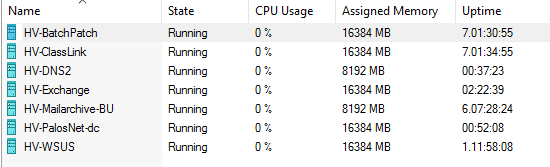 Name State CPU Usage Assigned Memory Uptime
HV-BatchPatch Running 0 % 16384 MB 7.01:30:55
HV-ClassLink Running 0 % 16384 MB 7.01:34:55
HV-DNS2 Running 0 % 8192 MB 00:37:23
HV-Exchange Running 0 % 16384 MB 02:22:39
HV-Mailarchive-BU Running 0 % 8192 MB 6.07:28:24
HV-PalosNet-dc Running 0 % 16384 MB 00:52:08
HV-WSUS Running 0 % 16384 MB 1.11:58:08